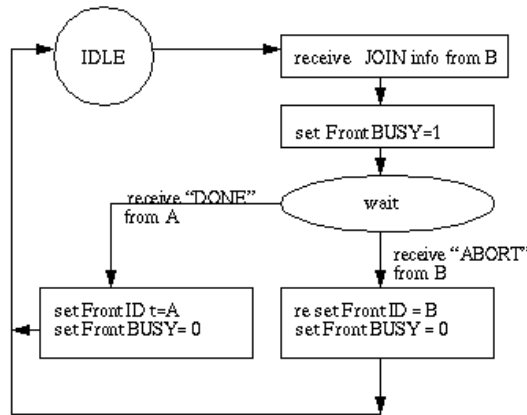 IDLE
receive JOIN info from B
set Front BUSY=1
wait
receive “DONE”
from A
receive “ABORT”
from B
set Front ID t=A
set Front BUSY= 0
re set Front ID = B
set Front BUSY = 0